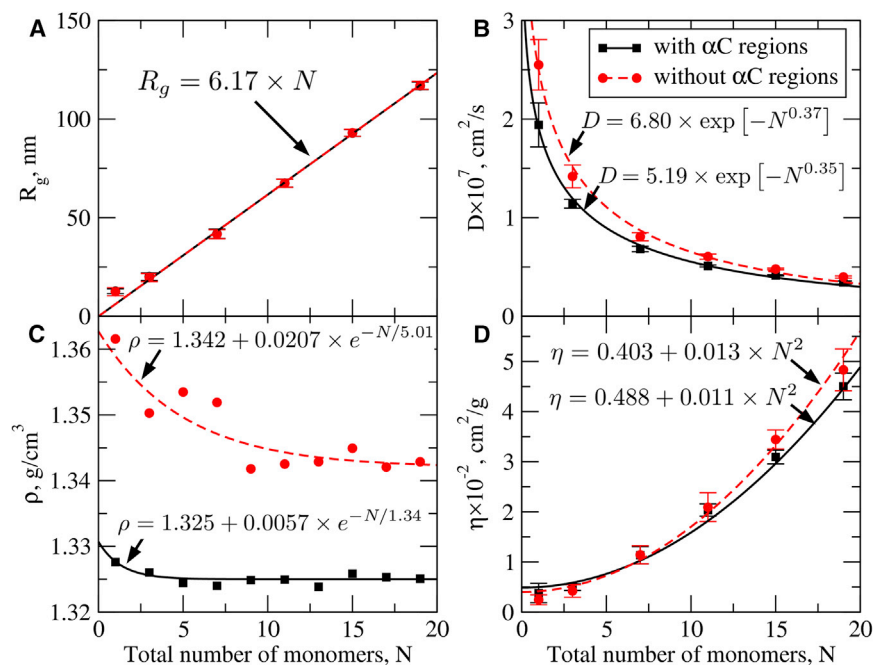 A
R_g = 6.17 × N
R_g, nm
150
100
50
0
B
with αC regions
without αC regions
D = 6.80 × exp [−N^0.37]
D = 5.19 × exp [−N^0.35]
D×10^7, cm^2/s
3
2
1
0
C
ρ = 1.342 + 0.0207 × e^−N/5.01
ρ = 1.325 + 0.0057 × e^−N/1.34
ρ, g/cm^3
1.36
1.35
1.34
1.33
1.32
0 5 10 15 20
Total number of monomers, N
D
η = 0.403 + 0.013 × N^2
η = 0.488 + 0.011 × N^2
η×10^-2, cm^2/g
5
4
3
2
1
0
0 5 10 15 20
Total number of monomers, N